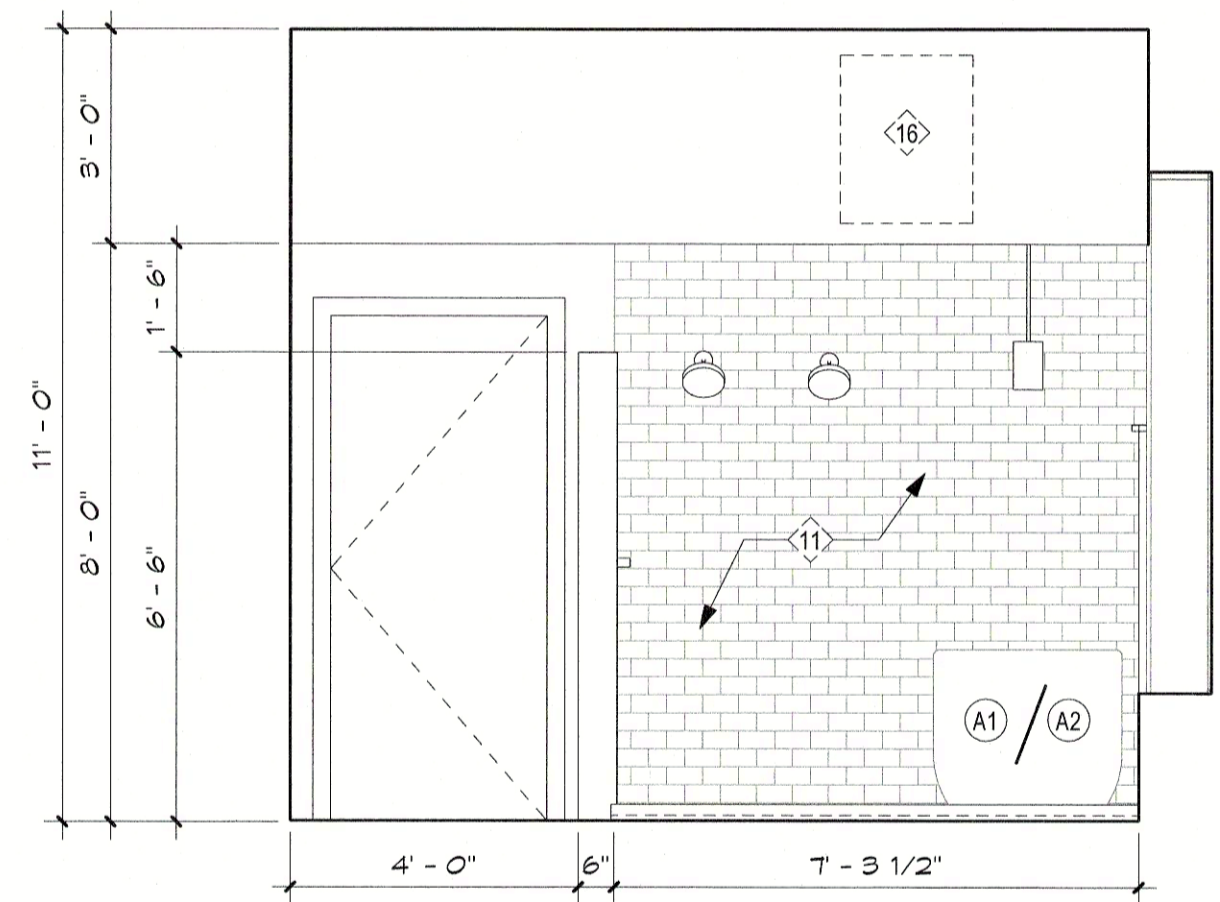 3' - 0"
16
1' - 6"
11' - 0"
8' - 0"
6' - 6"
11
A1 / A2
4' - 0"
6"
7' - 3 1/2"